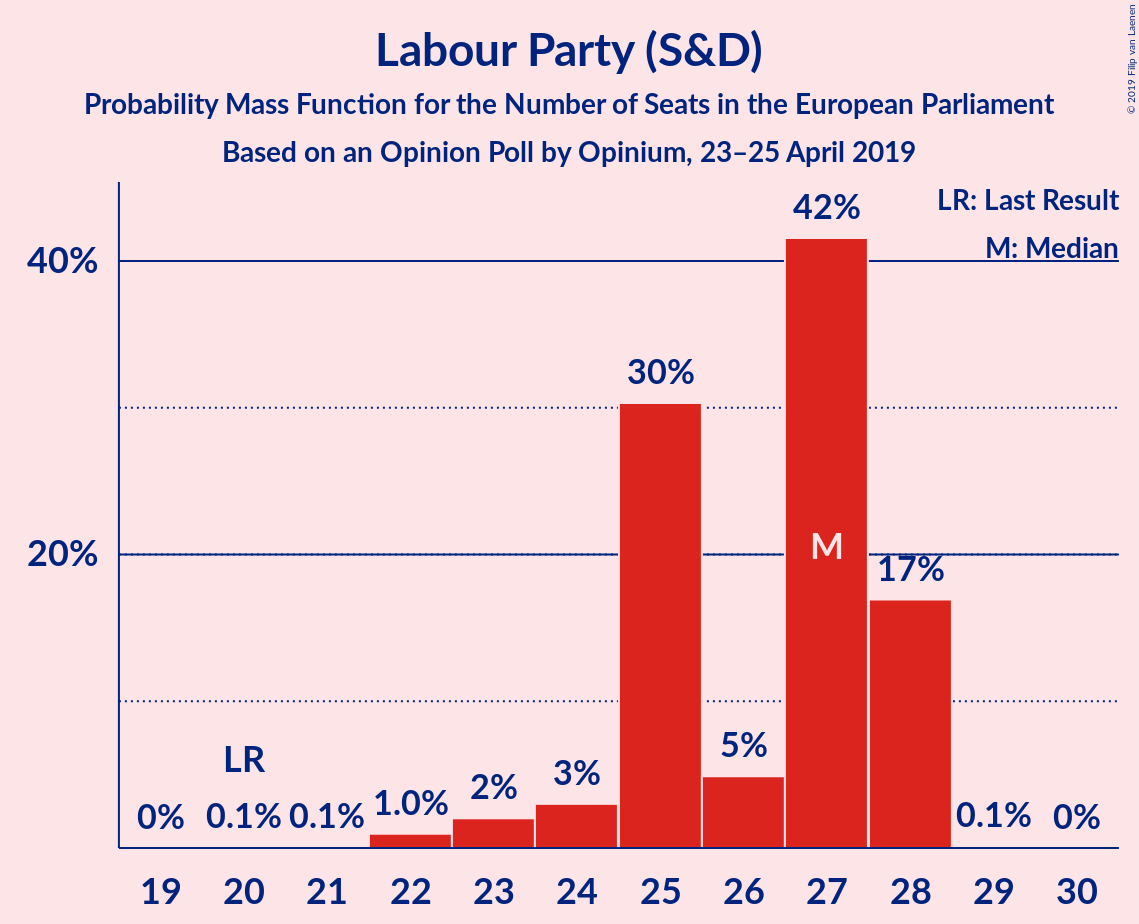 Labour Party (S&D)
Probability Mass Function for the Number of Seats in the European Parliament
Based on an Opinion Poll by Opinium, 23–25 April 2019
© 2019 Filip van Laenen
LR: Last Result
M: Median
40%
20%
0%
LR
0.1%
0.1%
1.0%
2%
3%
30%
5%
42%
M
17%
0.1%
0%
19 20 21 22 23 24 25 26 27 28 29 30